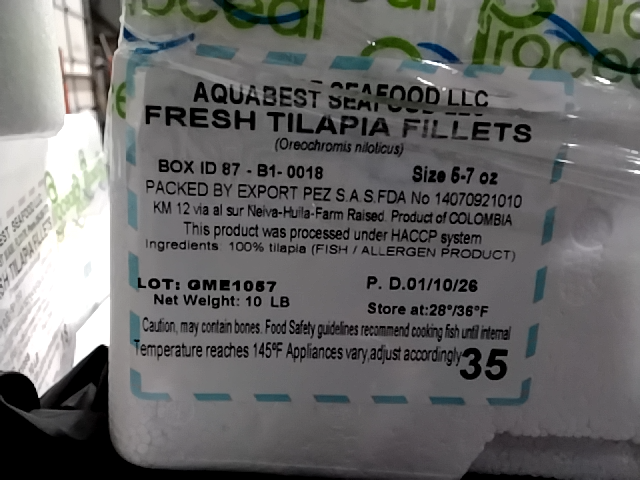 Proceal
AQUABEST SEAFOOD LLC
FRESH TILAPIA FILLETS
(Oreochromis niloticus)
BOX ID 87 - B1- 0018 Size 5-7 oz
PACKED BY EXPORT PEZ S.A.S.FDA No 14070921010
KM 12 via al sur Neiva-Huila-Farm Raised. Product of COLOMBIA
This product was processed under HACCP system
Ingredients: 100% tilapia (FISH / ALLERGEN PRODUCT)
LOT: GME1057 P. D.01/10/26
Net Weight: 10 LB Store at:28°/36°F
Caution, may contain bones. Food Safety guidelines recommend cooking fish until internal
Temperature reaches 145ºF Appliances vary,adjust accordingly 35